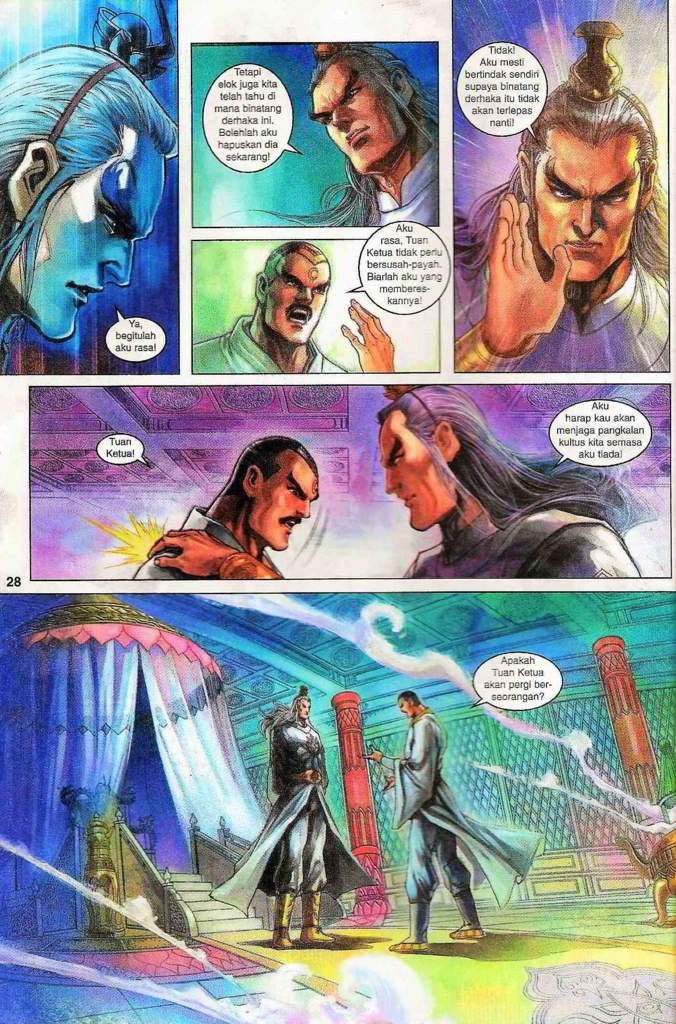 Ya,
begitulah
aku rasa!
Tetapi
elok juga kita
telah tahu di
mana binatang
derhaka ini.
Bolehlah aku
hapuskan dia
sekarang!
Aku
rasa, Tuan
Ketua tidak perlu
bersusah-payah.
Biarlah aku yang
memberes-
kannya!
Tidak!
Aku mesti
bertindak sendiri
supaya binatang
derhaka itu tidak
akan terlepas
nanti!
Tuan
Ketua!
Aku
harap kau akan
menjaga pangkalan
kultus kita semasa
aku tiada!
28
Apakah
Tuan Ketua
akan pergi ber-
seorangan?